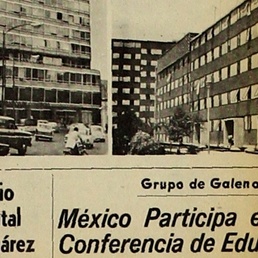 io
tal
árez
Grupo de Galeno
México Participa e
Conferencia de Edu